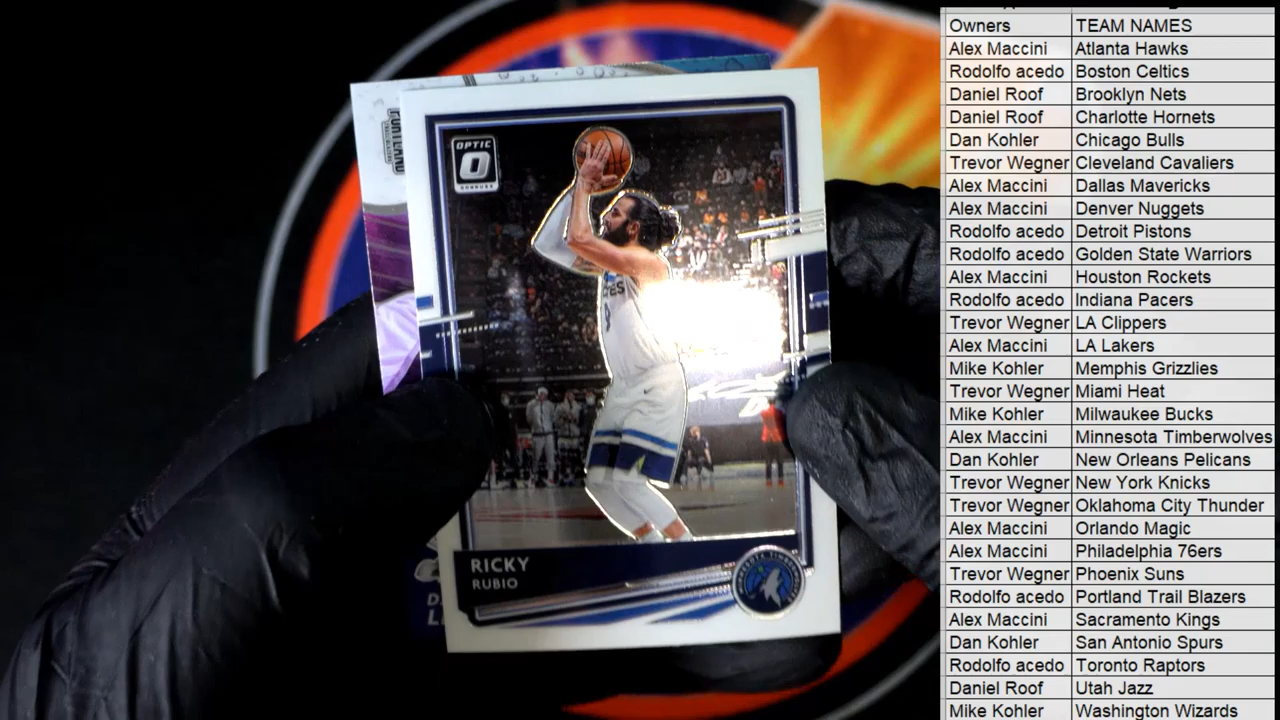 Owners TEAM NAMES
Alex Maccini Atlanta Hawks
Rodolfo acedo Boston Celtics
Daniel Roof Brooklyn Nets
Daniel Roof Charlotte Hornets
Dan Kohler Chicago Bulls
Trevor Wegner Cleveland Cavaliers
Alex Maccini Dallas Mavericks
Alex Maccini Denver Nuggets
Rodolfo acedo Detroit Pistons
Rodolfo acedo Golden State Warriors
Alex Maccini Houston Rockets
Rodolfo acedo Indiana Pacers
Trevor Wegner LA Clippers
Alex Maccini LA Lakers
Mike Kohler Memphis Grizzlies
Trevor Wegner Miami Heat
Mike Kohler Milwaukee Bucks
Alex Maccini Minnesota Timberwolves
Dan Kohler New Orleans Pelicans
Trevor Wegner New York Knicks
Trevor Wegner Oklahoma City Thunder
Alex Maccini Orlando Magic
Alex Maccini Philadelphia 76ers
Trevor Wegner Phoenix Suns
Rodolfo acedo Portland Trail Blazers
Alex Maccini Sacramento Kings
Dan Kohler San Antonio Spurs
Rodolfo acedo Toronto Raptors
Daniel Roof Utah Jazz
Mike Kohler Washington Wizards
PORTLAND
OPTIC
DONRUSS
RICKY
RUBIO